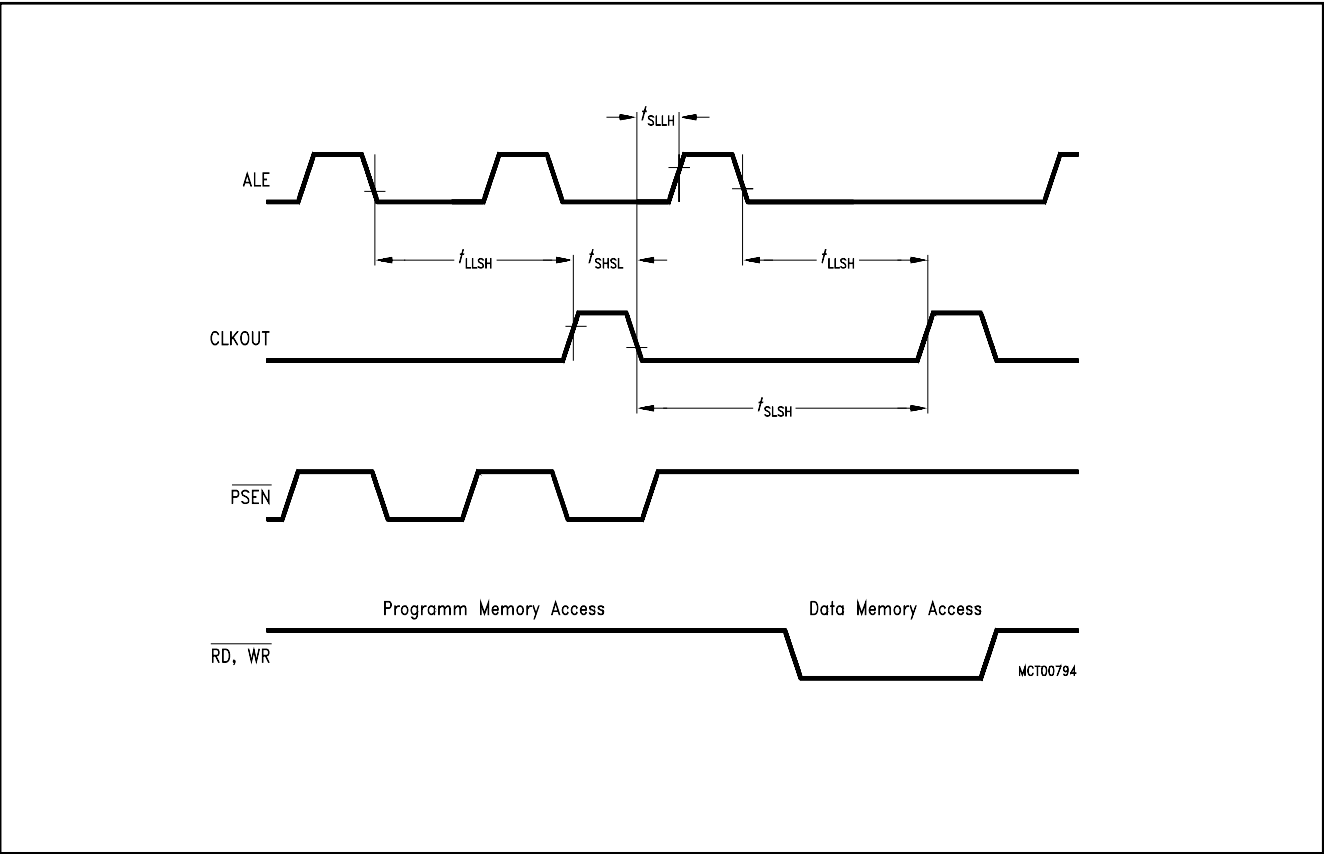 tSLLH
ALE
tLLSH
tSHSL
tLLSH
CLKOUT
tSLSH
PSEN
Programm Memory Access
Data Memory Access
RD, WR
MCT00794